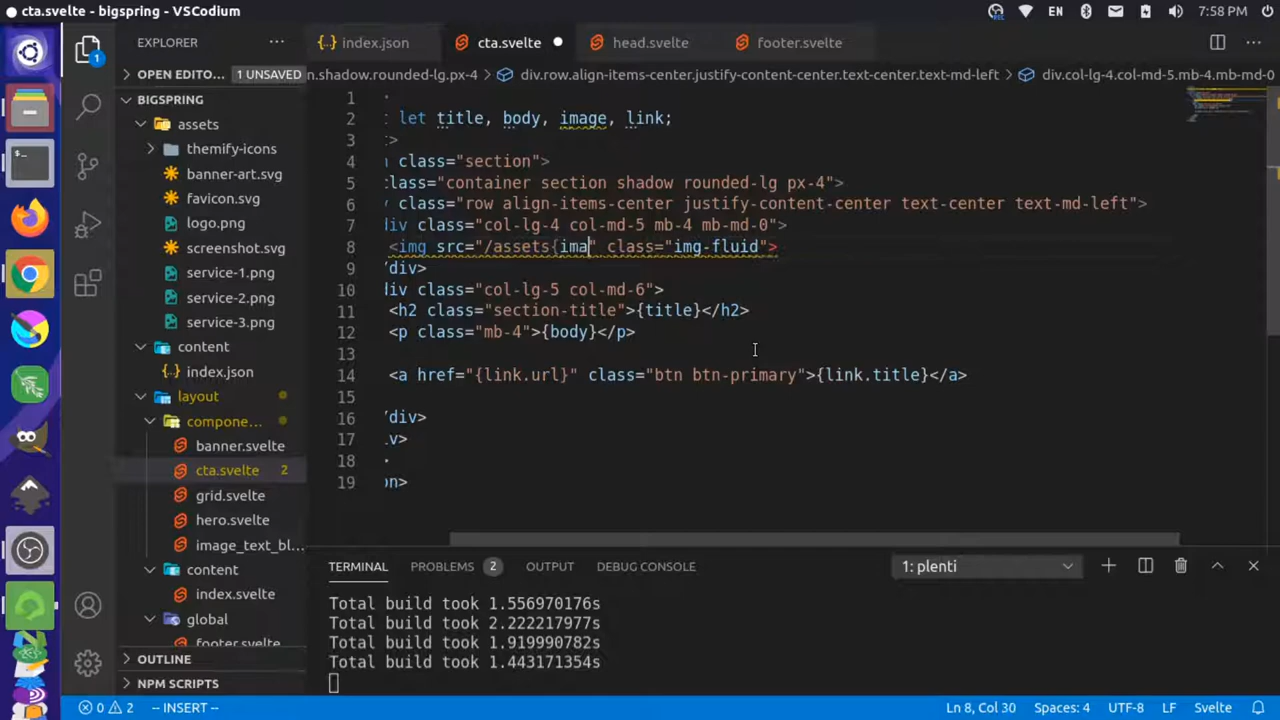 cta.svelte - bigspring - VSCodium
EN
7:58 PM
EXPLORER
index.json
cta.svelte
head.svelte
footer.svelte
OPEN EDITO... 1 UNSAVED
n.shadow.rounded-lg.px-4
div.row.align-items-center.justify-content-center.text-center.text-md-left
div.col-lg-4.col-md-5.mb-4.mb-md-0
BIGSPRING
assets
themify-icons
banner-art.svg
favicon.svg
logo.png
screenshot.svg
service-1.png
service-2.png
service-3.png
content
index.json
layout
compone...
banner.svelte
cta.svelte 2
grid.svelte
hero.svelte
image_text_bl...
content
index.svelte
global
footer.svelte
OUTLINE
NPM SCRIPTS
1
2 let title, body, image, link;
3 >
4 class="section">
5 class="container section shadow rounded-lg px-4">
6 class="row align-items-center justify-content-center text-center text-md-left">
7 div class="col-lg-4 col-md-5 mb-4 mb-md-0">
8 <img src="/assets{ima" class="img-fluid">
9 /div>
10 div class="col-lg-5 col-md-6">
11 <h2 class="section-title">{title}</h2>
12 <p class="mb-4">{body}</p>
13
14 <a href="{link.url}" class="btn btn-primary">{link.title}</a>
15
16 /div>
17 v>
18
19 on>
TERMINAL PROBLEMS 2 OUTPUT DEBUG CONSOLE 1: plenti
Total build took 1.556970176s
Total build took 2.222217977s
Total build took 1.919990782s
Total build took 1.443171354s
0 2 -- INSERT -- Ln 8, Col 30 Spaces: 4 UTF-8 LF Svelte